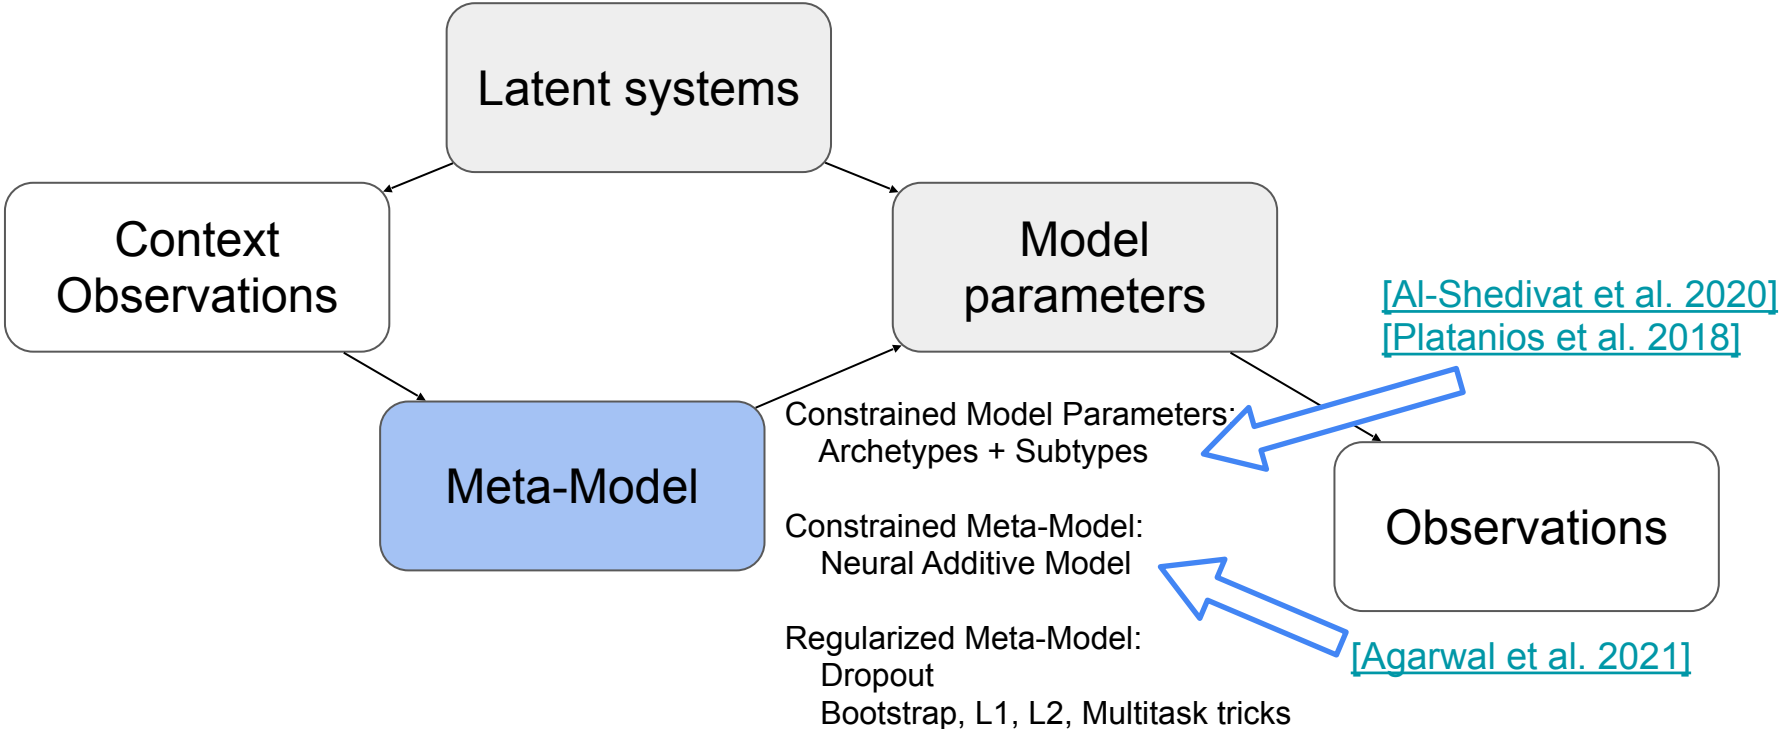 Latent systems
Context
Observations
Model
parameters
[Al-Shedivat et al. 2020]
[Platanios et al. 2018]
Meta-Model
Constrained Model Parameters:
Archetypes + Subtypes
Constrained Meta-Model:
Neural Additive Model
Observations
Regularized Meta-Model:
Dropout
Bootstrap, L1, L2, Multitask tricks
[Agarwal et al. 2021]